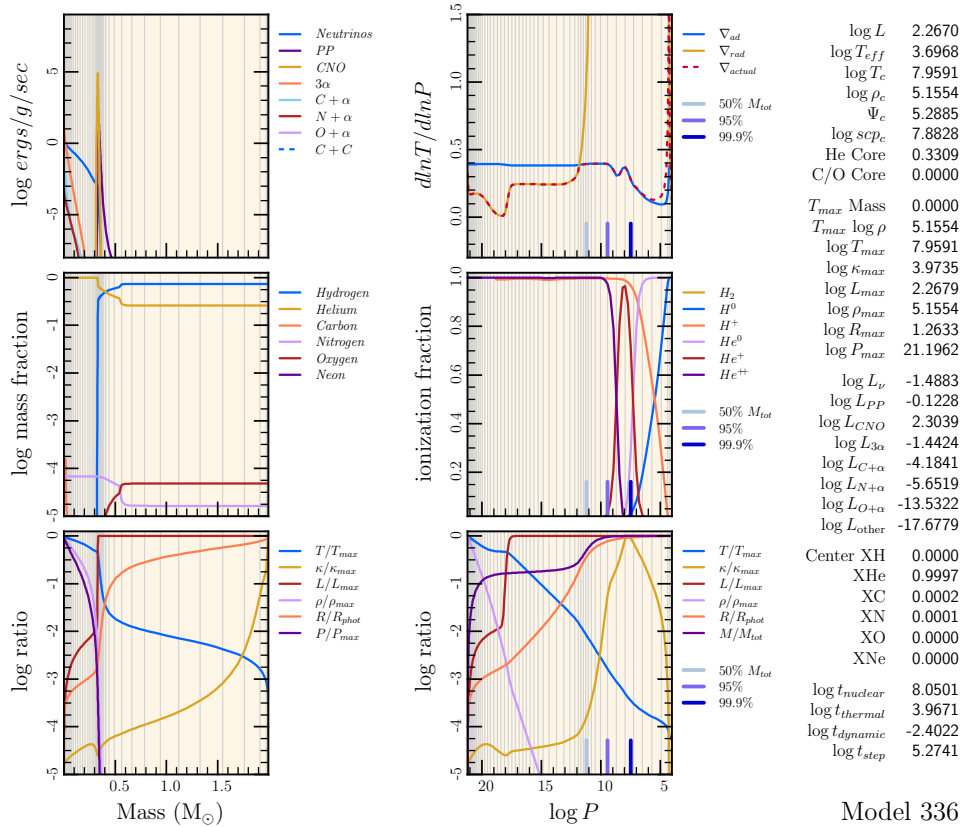 log ergs/g/sec
5
0
-5
Neutrinos
PP
CNO
3α
C + α
N + α
O + α
C + C
dlnT/dlnP
1.5
1.0
0.5
0.0
∇ad
∇rad
∇actual
50% Mtot
95%
99.9%
log mass fraction
0
-1
-2
-3
-4
-5
Hydrogen
Helium
Carbon
Nitrogen
Oxygen
Neon
ionization fraction
1.0
0.8
0.6
0.4
0.2
H2
H0
H+
He0
He+
He++
50% Mtot
95%
99.9%
log ratio
0
-1
-2
-3
-4
-5
0.5
1.0
1.5
Mass (M⊙)
T/Tmax
κ/κmax
L/Lmax
ρ/ρmax
R/Rphot
P/Pmax
log ratio
0
-1
-2
-3
-4
-5
20
15
10
5
log P
T/Tmax
κ/κmax
L/Lmax
ρ/ρmax
R/Rphot
M/Mtot
50% Mtot
95%
99.9%
log L 2.2670
log Teff 3.6968
log Tc 7.9591
log ρc 5.1554
Ψc 5.2885
log scpc 7.8828
He Core 0.3309
C/O Core 0.0000
Tmax Mass 0.0000
Tmax log ρ 5.1554
log Tmax 7.9591
log κmax 3.9735
log Lmax 2.2679
log ρmax 5.1554
log Rmax 1.2633
log Pmax 21.1962
log Lν -1.4883
log LPP -0.1228
log LCNO 2.3039
log L3α -1.4424
log LC+α -4.1841
log LN+α -5.6519
log LO+α -13.5322
log Lother -17.6779
Center XH 0.0000
XHe 0.9997
XC 0.0002
XN 0.0001
XO 0.0000
XNe 0.0000
log tnuclear 8.0501
log tthermal 3.9671
log tdynamic -2.4022
log tstep 5.2741
Model 336